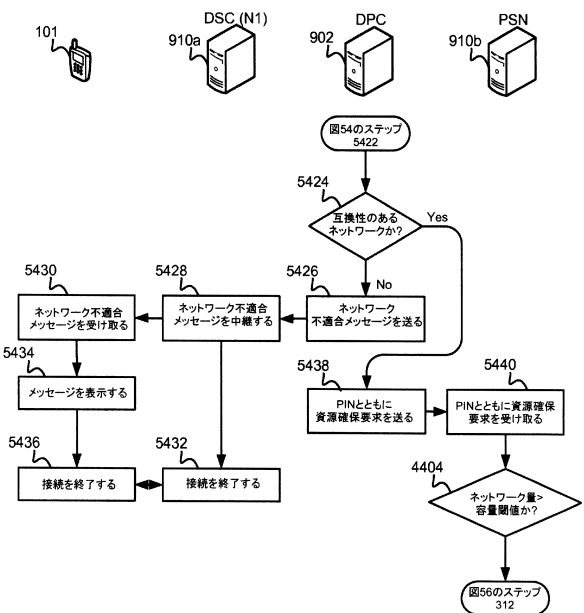 101
DSC (N1)
910a
DPC
902
PSN
910b
図54のステップ
5422
5424
互換性のある
ネットワークか?
Yes
No
5430
ネットワーク不適合
メッセージを受け取る
5428
ネットワーク不適合
メッセージを中継する
5426
ネットワーク
不適合メッセージを送る
5434
メッセージを表示する
5438
PINとともに
資源確保要求を送る
5440
PINとともに資源確保
要求を受け取る
5436
接続を終了する
5432
接続を終了する
4404
ネットワーク量>
容量閾値か?
図56のステップ
312